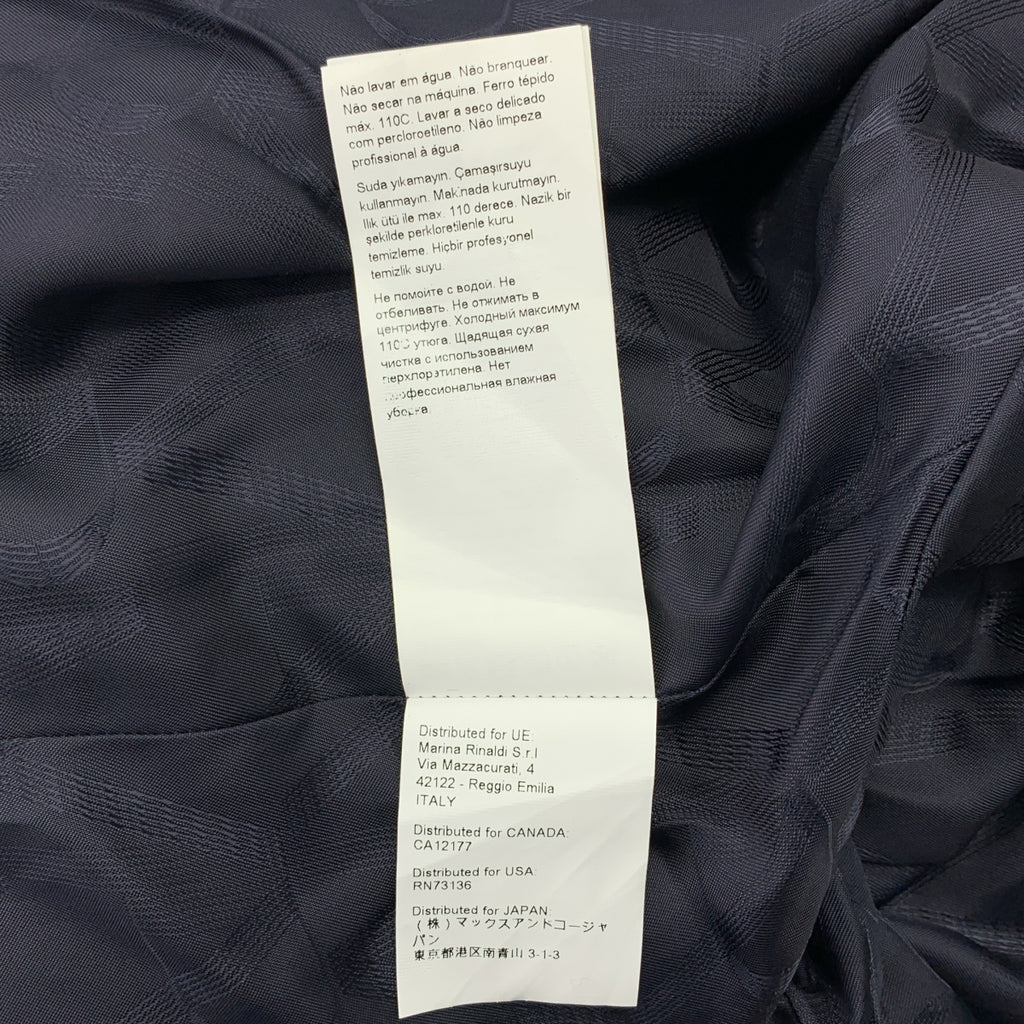 Não lavar em água. Não branquear.
Não secar na máquina. Ferro tépido
máx. 110C. Lavar a seco delicado
com percloroetileno. Não limpeza
profissional à água.
Suda yıkamayın. Çamaşırsuyu
kullanmayın. Makinada kurutmayın.
Ilık ütü ile max. 110 derece. Nazik bir
şekilde perkloretilenle kuru
temizleme. Hiçbir profesyonel
temizlik suyu.
Не помойте с водой. Не
отбеливать. Не отжимать в
центрифуге. Холодный максимум
110°C утюга. Щадящая сухая
чистка с использованием
перхлорэтилена. Нет
профессиональная влажная
уборка.
Distributed for UE:
Marina Rinaldi S.r.l
Via Mazzacurati, 4
42122 - Reggio Emilia
ITALY
Distributed for CANADA:
CA12177
Distributed for USA:
RN73136
Distributed for JAPAN:
(株)マックスアンドコージャ
パン
東京都港区南青山 3-1-3